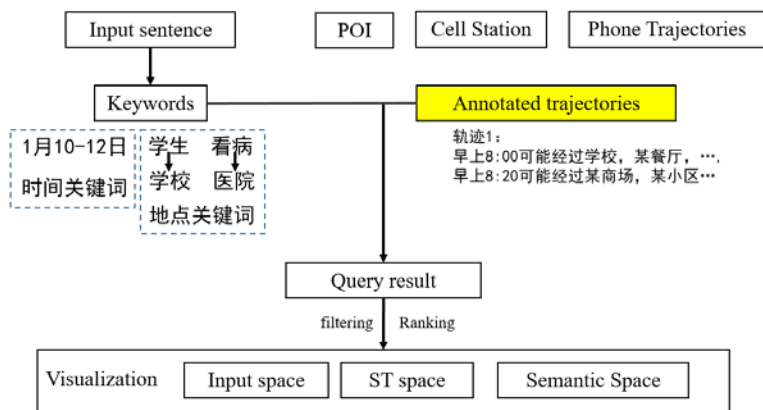 Input sentence
POI
Cell Station
Phone Trajectories
Keywords
Annotated trajectories
1月10-12日
时间关键词
学生 看病
学校 医院
地点关键词
轨迹1：
早上8:00可能经过学校，某餐厅，…，
早上8:20可能经过某商场，某小区…
Query result
filtering Ranking
Visualization
Input space
ST space
Semantic Space